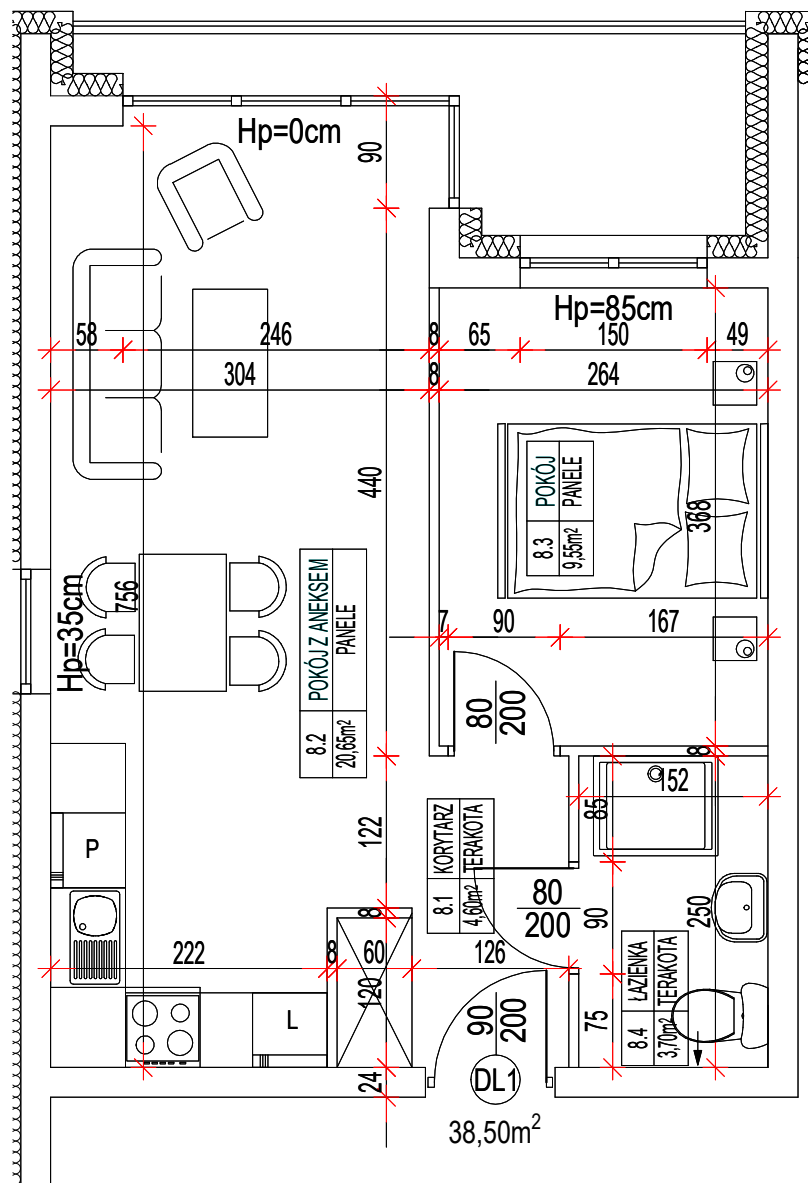 Hp=0cm
90
Hp=85cm
58
246
8
65
150
49
304
8
264
440
8.3
POKÓJ
9,55m²
PANELE
368
Hp=35cm
756
8.2
POKÓJ Z ANEKSEM
20,65m²
PANELE
7
90
167
80
200
8
152
85
122
8.1
KORYTARZ
4,60m²
TERAKOTA
P
80
200
90
250
8
222
8
60
126
120
8.4
ŁAZIENKA
3,70m²
TERAKOTA
75
L
90
200
24
DL1
38,50m²